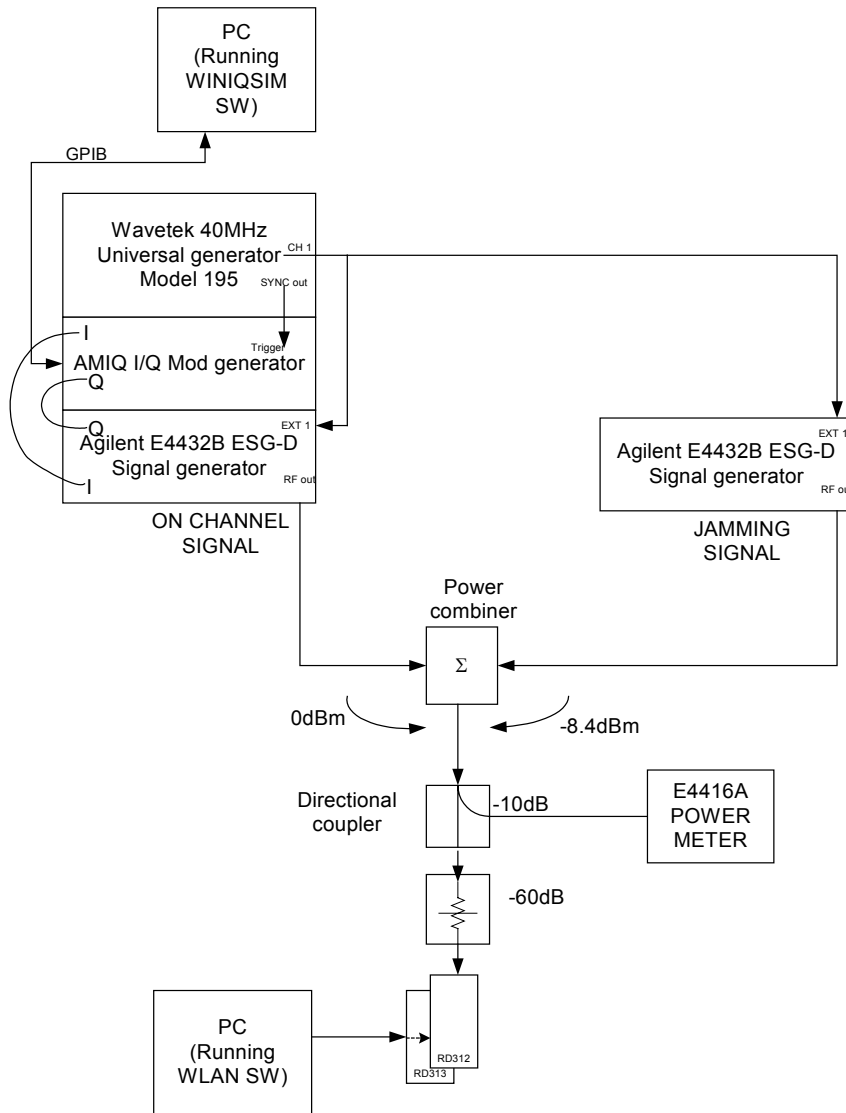 PC
(Running
WINIQSIM
SW)
GPIB
Wavetek 40MHz
Universal generator
Model 195
CH 1
SYNC out
I
Trigger
AMIQ I/Q Mod generator
Q
Q
EXT 1
Agilent E4432B ESG-D
Signal generator
I
RF out
ON CHANNEL
SIGNAL
EXT 1
Agilent E4432B ESG-D
Signal generator
RF out
JAMMING
SIGNAL
Power
combiner
Σ
0dBm
-8.4dBm
Directional
coupler
-10dB
E4416A
POWER
METER
-60dB
PC
(Running
WLAN SW)
RD312
RD313